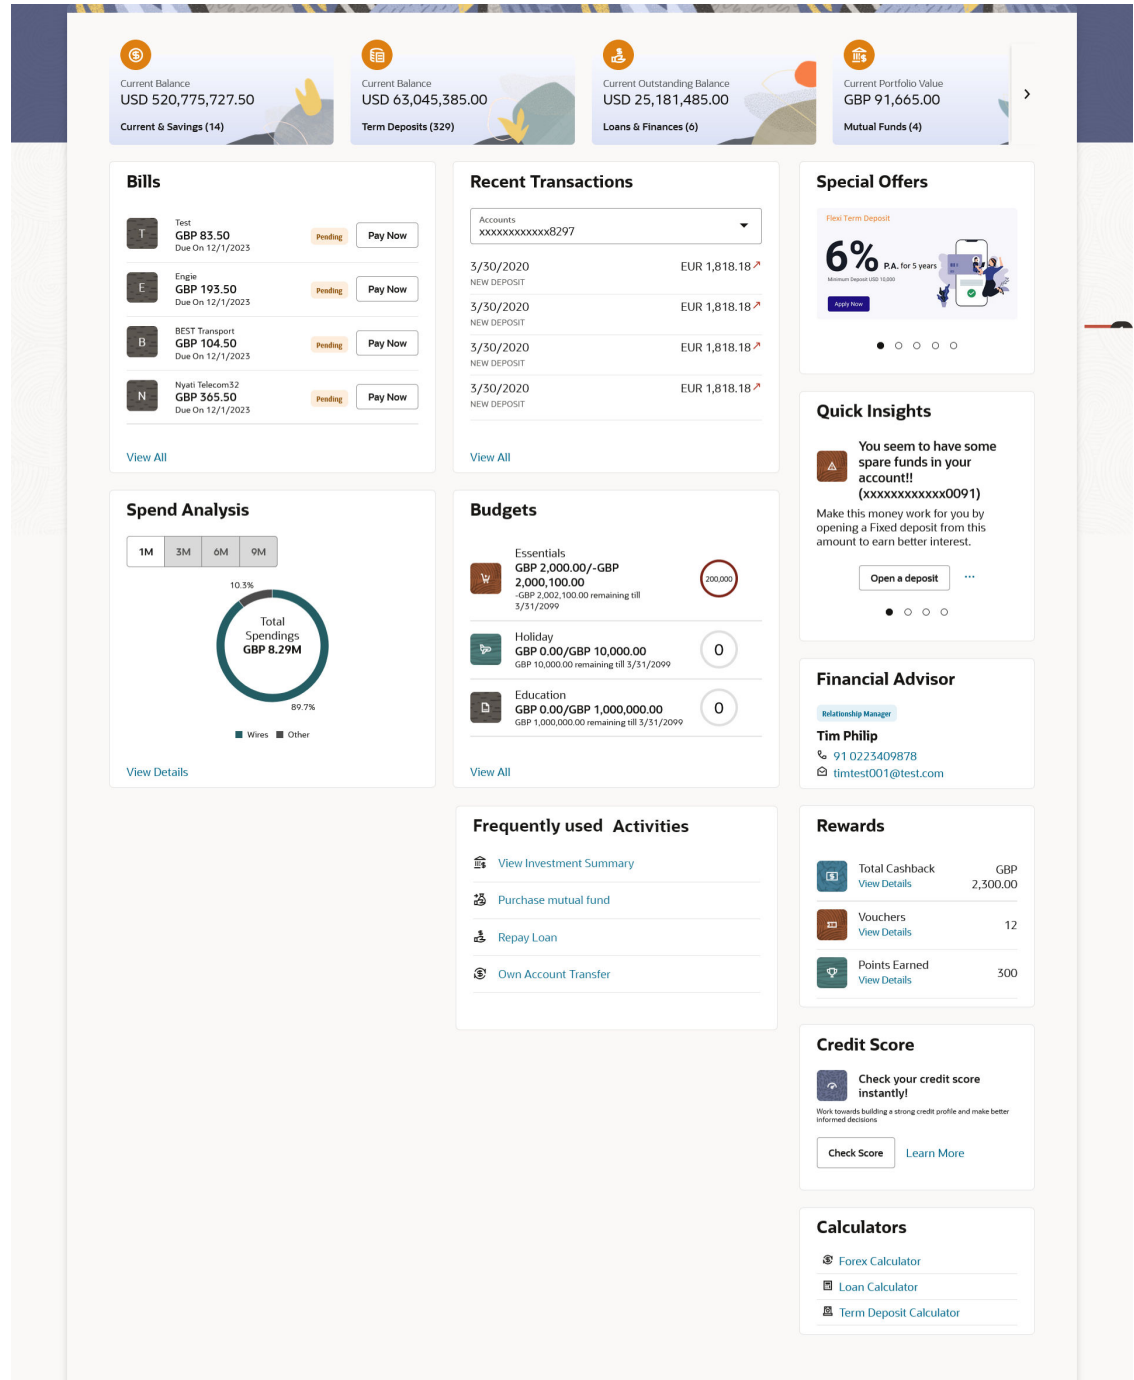 Current Balance
USD 520,775,727.50
Current & Savings (14)
Current Balance
USD 63,045,385.00
Term Deposits (329)
Current Outstanding Balance
USD 25,181,485.00
Loans & Finances (6)
Current Portfolio Value
GBP 91,665.00
Mutual Funds (4)
Bills
T
Test
GBP 83.50
Due On 12/1/2023
Pending
Pay Now
E
Engie
GBP 193.50
Due On 12/1/2023
Pending
Pay Now
B
BEST Transport
GBP 104.50
Due On 12/1/2023
Pending
Pay Now
N
Nyati Telecom32
GBP 365.50
Due On 12/1/2023
Pending
Pay Now
View All
Recent Transactions
Accounts
xxxxxxxxxxxx8297
3/30/2020 EUR 1,818.18
NEW DEPOSIT
3/30/2020 EUR 1,818.18
NEW DEPOSIT
3/30/2020 EUR 1,818.18
NEW DEPOSIT
3/30/2020 EUR 1,818.18
NEW DEPOSIT
View All
Special Offers
Flexi Term Deposit
6% P.A. for 5 years
Minimum Deposit USD 10,000
Apply Now
Quick Insights
You seem to have some
spare funds in your
account!!
(xxxxxxxxxxxx0091)
Make this money work for you by
opening a Fixed deposit from this
amount to earn better interest.
Open a deposit
...
Spend Analysis
1M 3M 6M 9M
10.3%
Total
Spendings
GBP 8.29M
89.7%
Wires Other
View Details
Budgets
Essentials
GBP 2,000.00/-GBP
2,000,100.00
-GBP 2,002,100.00 remaining till
3/31/2099
200,000
Holiday
GBP 0.00/GBP 10,000.00
GBP 10,000.00 remaining till 3/31/2099
0
Education
GBP 0.00/GBP 1,000,000.00
GBP 1,000,000.00 remaining till 3/31/2099
0
View All
Financial Advisor
Relationship Manager
Tim Philip
91 0223409878
timtest001@test.com
Frequently used Activities
View Investment Summary
Purchase mutual fund
Repay Loan
Own Account Transfer
Rewards
Total Cashback
View Details
GBP
2,300.00
Vouchers
View Details
12
Points Earned
View Details
300
Credit Score
Check your credit score
instantly!
Work towards building a strong credit profile and make better
informed decisions
Check Score
Learn More
Calculators
Forex Calculator
Loan Calculator
Term Deposit Calculator